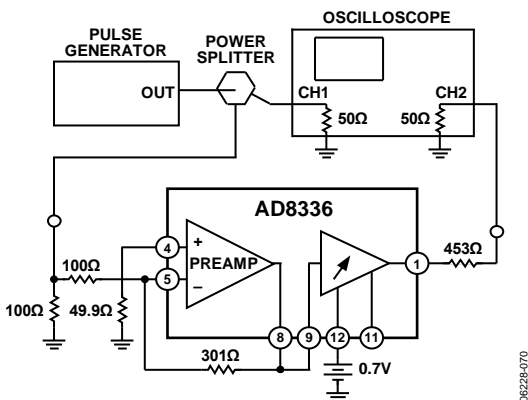 OSCILLOSCOPE
PULSE
GENERATOR
POWER
SPLITTER
OUT
CH1
CH2
50Ω
50Ω
AD8336
4
+
PREAMP
5
–
1
453Ω
100Ω
100Ω
49.9Ω
8
9
12
11
301Ω
0.7V
06228-070